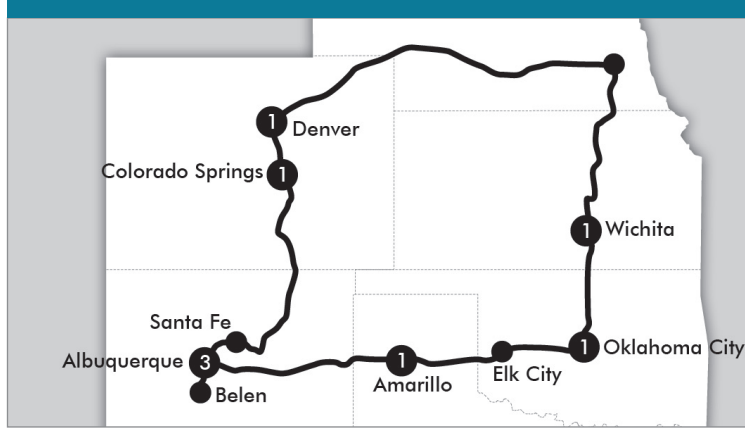 1
Denver
Colorado Springs
1
1
Wichita
Santa Fe
Albuquerque
3
1
Amarillo
Elk City
1
Oklahoma City
Belen